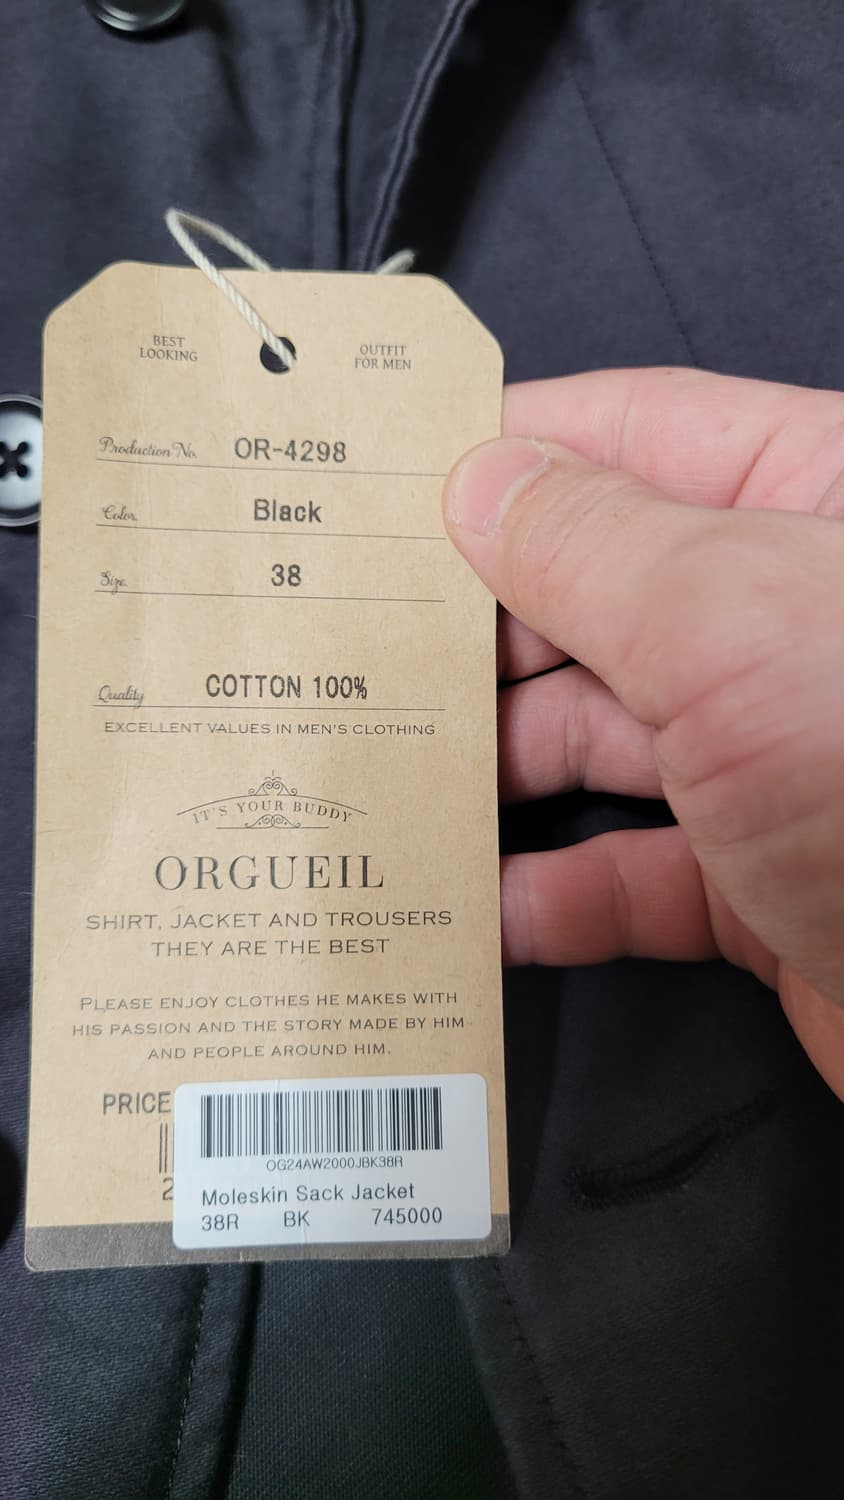 BEST
LOOKING
OUTFIT
FOR MEN
Production No. OR-4298
Color. Black
Size. 38
Quality COTTON 100%
EXCELLENT VALUES IN MEN'S CLOTHING
IT'S YOUR BUDDY
ORGUEIL
SHIRT, JACKET AND TROUSERS
THEY ARE THE BEST
PLEASE ENJOY CLOTHES HE MAKES WITH
HIS PASSION AND THE STORY MADE BY HIM
AND PEOPLE AROUND HIM.
PRICE
2
OG24AW2000JBK38R
Moleskin Sack Jacket
38R BK 745000